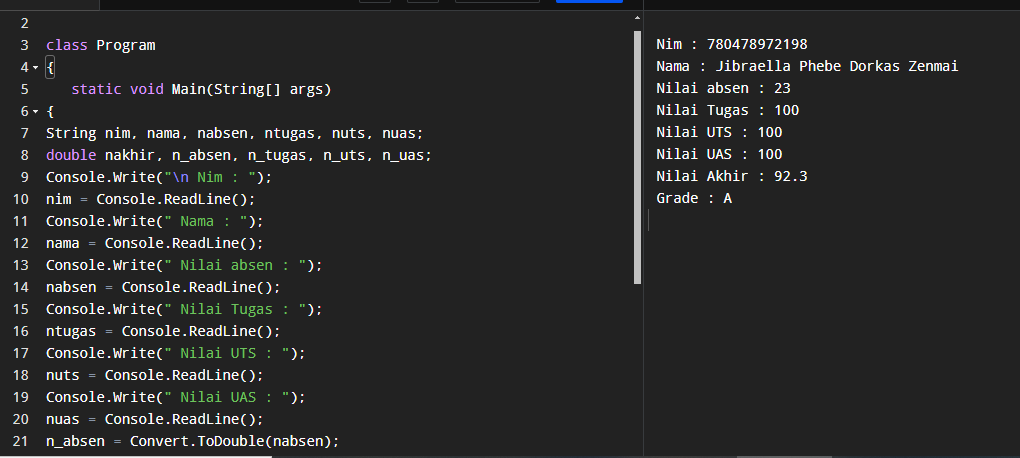 2
3 class Program
4 {
5 static void Main(String[] args)
6 {
7 String nim, nama, nabsen, ntugas, nuts, nuas;
8 double nakhir, n_absen, n_tugas, n_uts, n_uas;
9 Console.Write("\n Nim : ");
10 nim = Console.ReadLine();
11 Console.Write(" Nama : ");
12 nama = Console.ReadLine();
13 Console.Write(" Nilai absen : ");
14 nabsen = Console.ReadLine();
15 Console.Write(" Nilai Tugas : ");
16 ntugas = Console.ReadLine();
17 Console.Write(" Nilai UTS : ");
18 nuts = Console.ReadLine();
19 Console.Write(" Nilai UAS : ");
20 nuas = Console.ReadLine();
21 n_absen = Convert.ToDouble(nabsen);
Nim : 780478972198
Nama : Jibraella Phebe Dorkas Zenmai
Nilai absen : 23
Nilai Tugas : 100
Nilai UTS : 100
Nilai UAS : 100
Nilai Akhir : 92.3
Grade : A